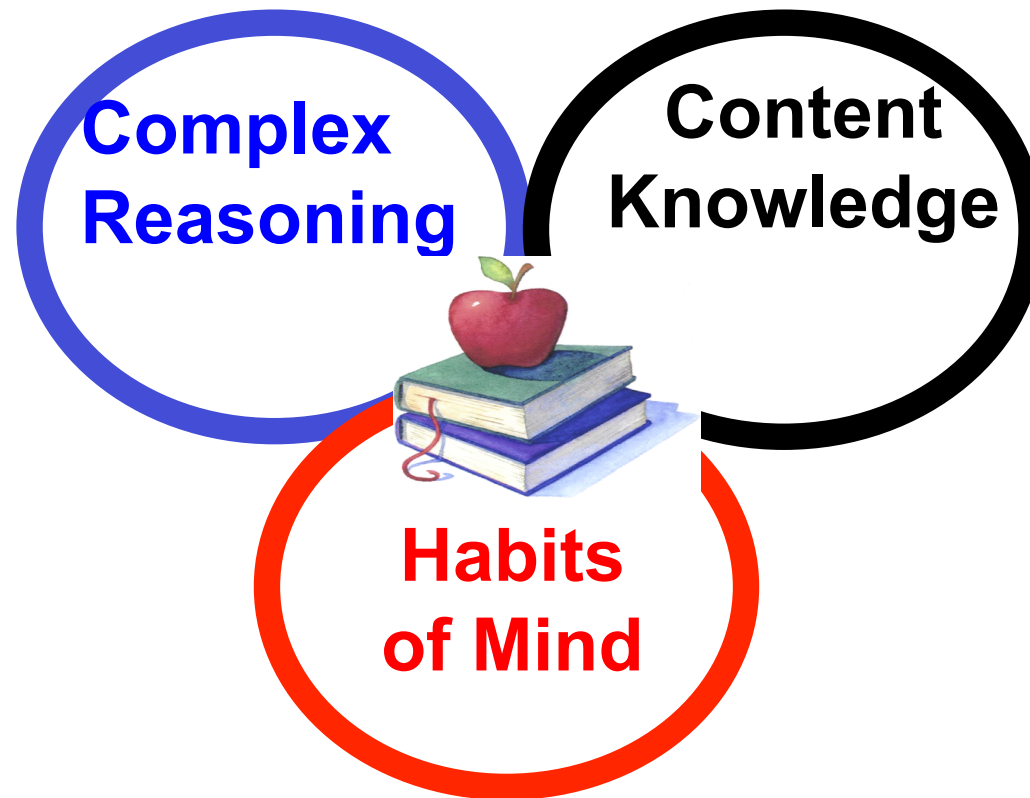 Complex
Reasoning
Content
Knowledge
Habits
of Mind